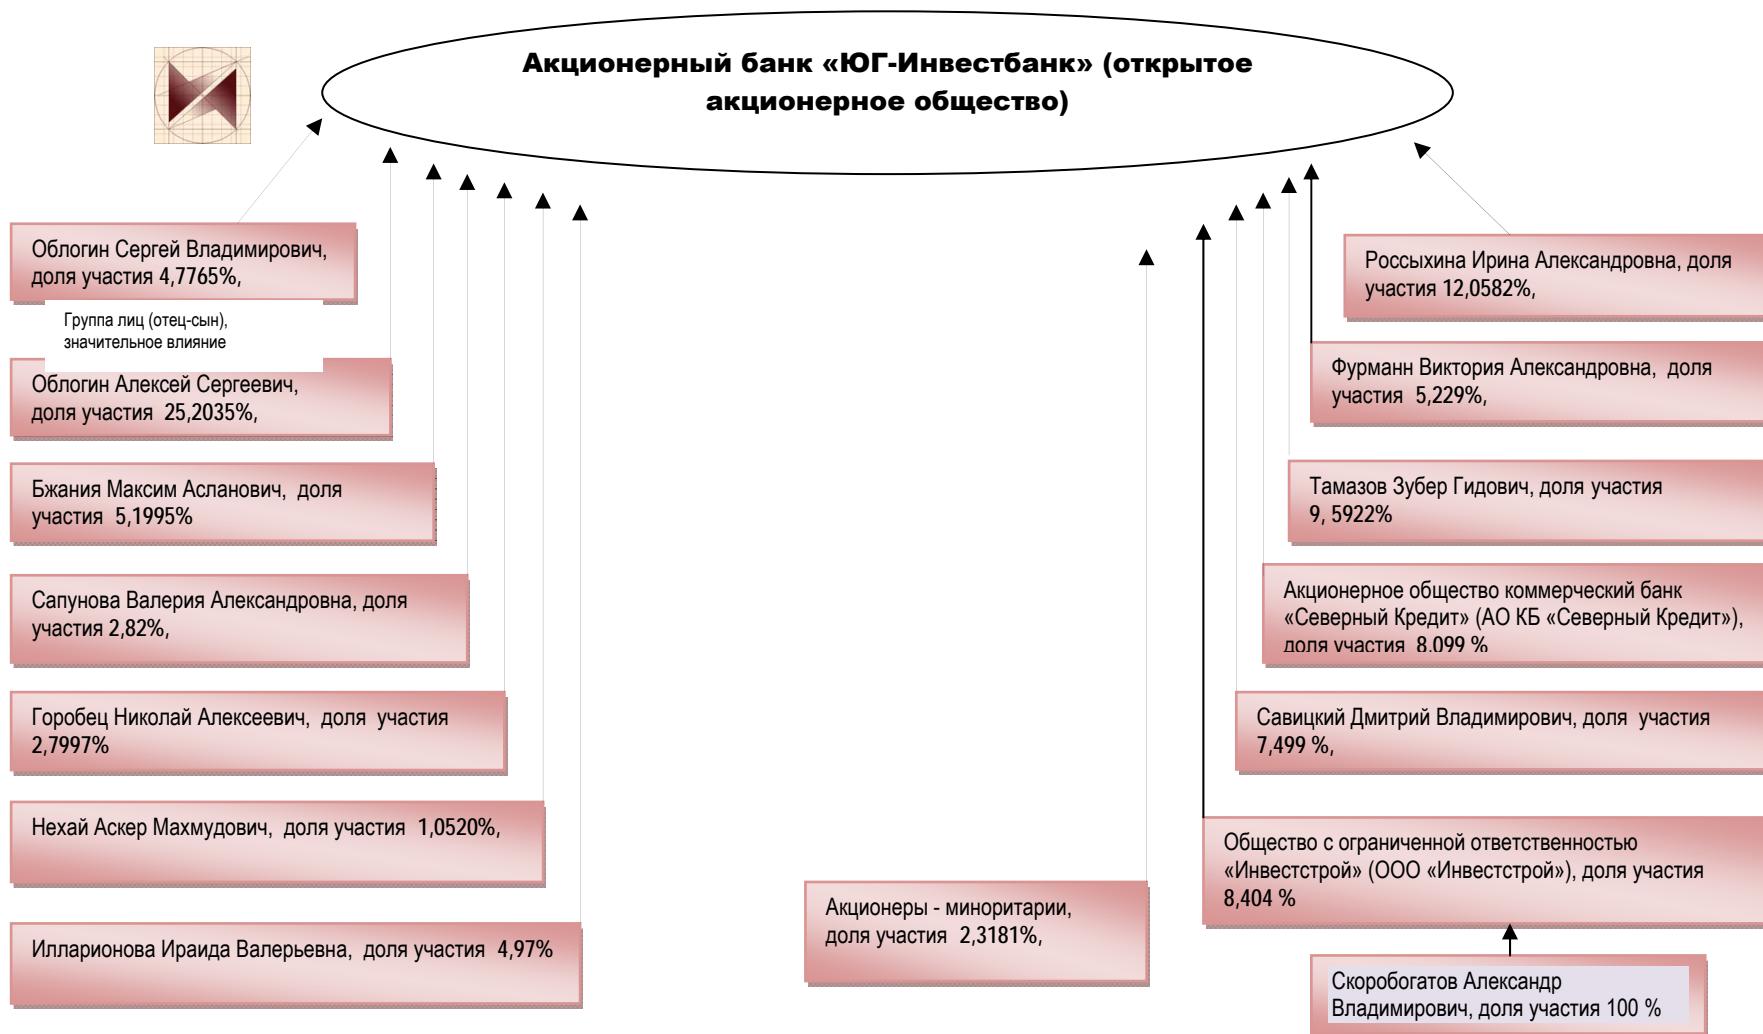 Акционерный банк «ЮГ-Инвестбанк» (открытое
акционерное общество)
Облогин Сергей Владимирович,
доля участия 4,7765%,
Группа лиц (отец-сын),
значительное влияние
Облогин Алексей Сергеевич,
доля участия 25,2035%,
Бжания Максим Асланович, доля
участия 5,1995%
Сапунова Валерия Александровна, доля
участия 2,82%,
Горобец Николай Алексеевич, доля участия
2,7997%
Нехай Аскер Махмудович, доля участия 1,0520%,
Илларионова Ираида Валерьевна, доля участия 4,97%
Акционеры - миноритарии,
доля участия 2,3181%,
Россыхина Ирина Александровна, доля
участия 12,0582%,
Фурманн Виктория Александровна, доля
участия 5,229%,
Тамазов Зубер Гидович, доля участия
9, 5922%
Акционерное общество коммерческий банк
«Северный Кредит» (АО КБ «Северный Кредит»),
доля участия 8.099 %
Савицкий Дмитрий Владимирович, доля участия
7,499 %,
Общество с ограниченной ответственностью
«Инвестстрой» (ООО «Инвестстрой»), доля участия
8,404 %
Скоробогатов Александр
Владимирович, доля участия 100 %